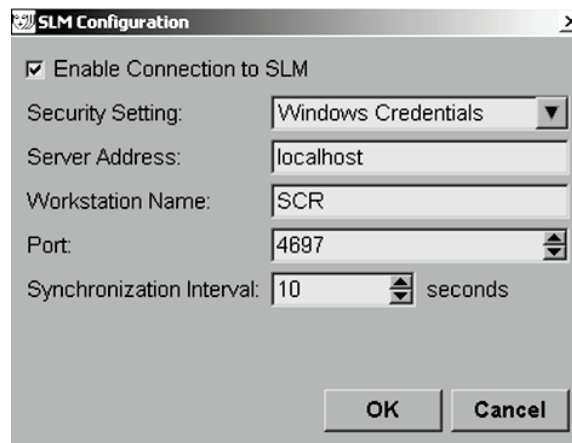 SLM Configuration
Enable Connection to SLM
Security Setting: Windows Credentials
Server Address: localhost
Workstation Name: SCR
Port: 4697
Synchronization Interval: 10 seconds
OK Cancel